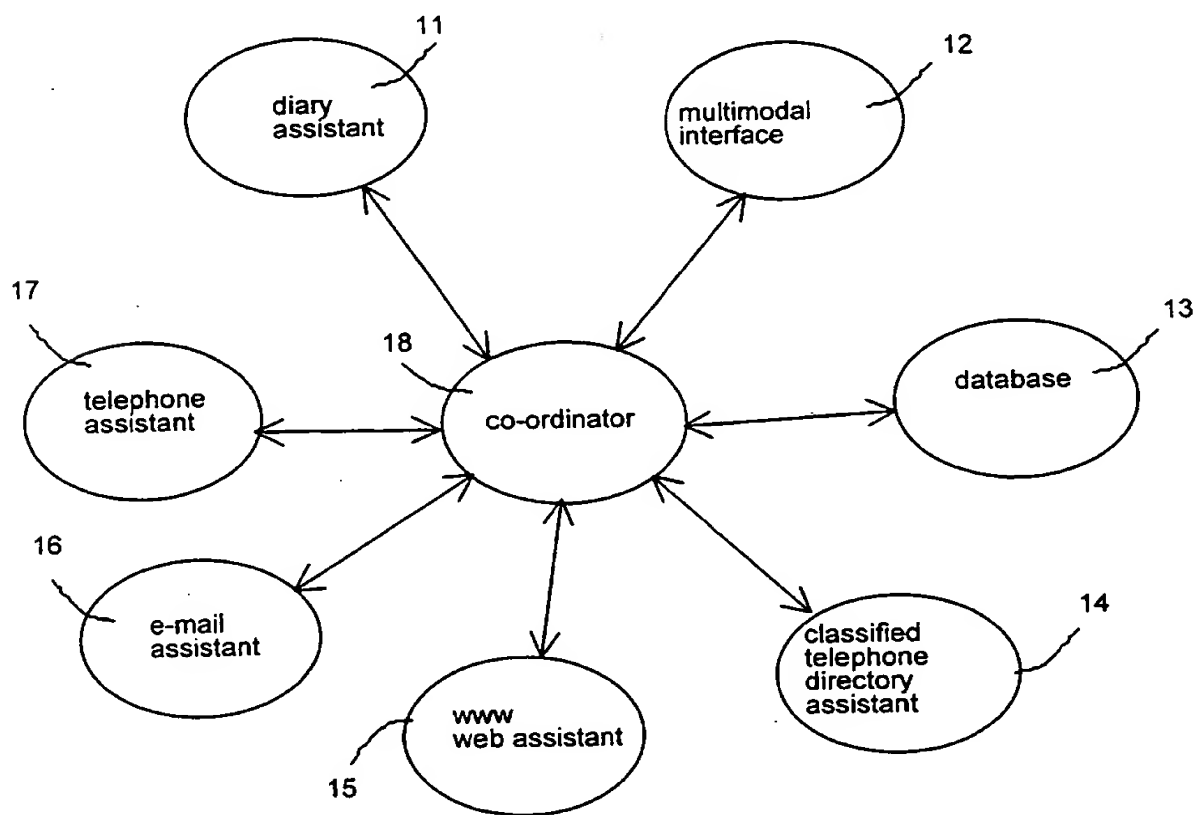 11
diary
assistant
12
multimodal
interface
17
telephone
assistant
18
co-ordinator
13
database
16
e-mail
assistant
15
www
web assistant
14
classified
telephone
directory
assistant